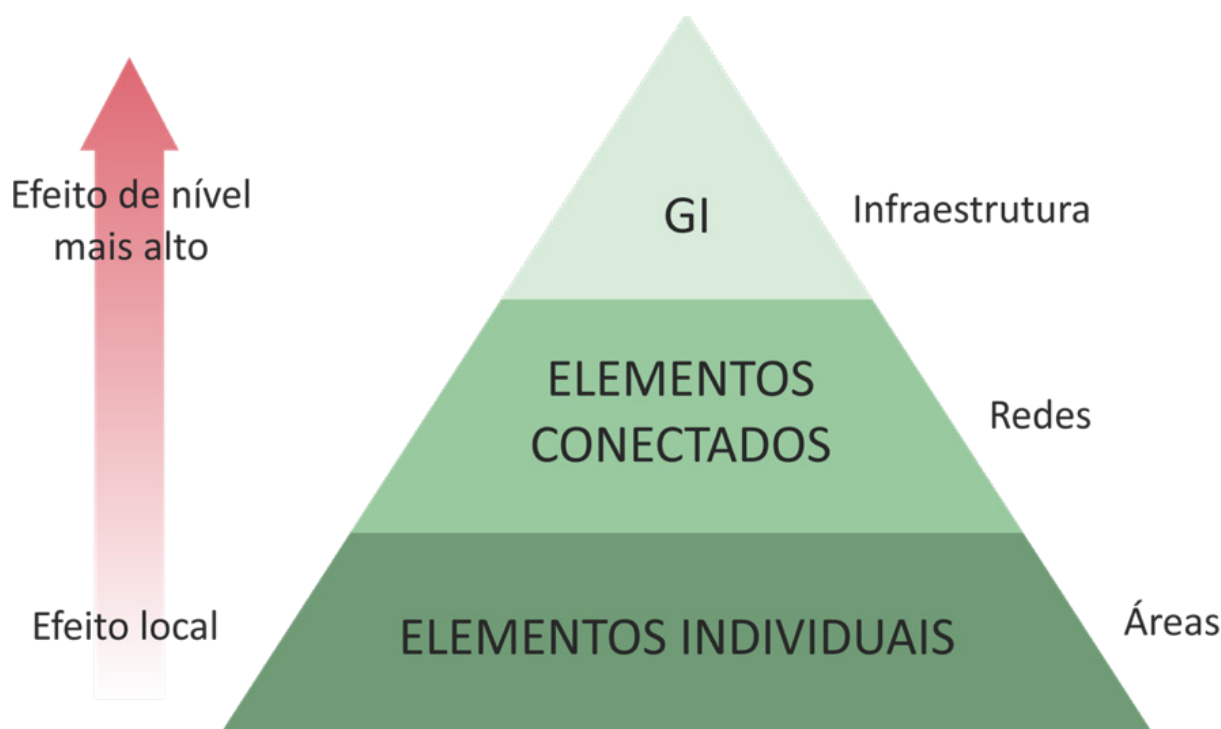 Efeito de nível
mais alto
GI
Infraestrutura
ELEMENTOS
CONECTADOS
Redes
Efeito local
ELEMENTOS INDIVIDUAIS
Áreas